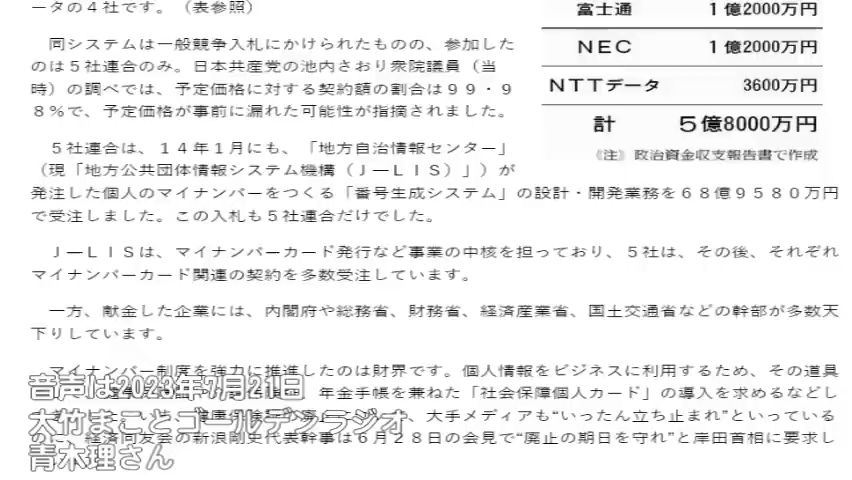 ータの４社です。（表参照）
同システムは一般競争入札にかけられたものの、参加した
のは５社連合のみ。日本共産党の池内さおり衆院議員（当
時）の調べでは、予定価格に対する契約額の割合は９９・９
８％で、予定価格が事前に漏れた可能性が指摘されました。
富士通 １億2000万円
ＮＥＣ １億2000万円
ＮＴＴデータ 3600万円
計 ５億8000万円
《注》政治資金収支報告書で作成
５社連合は、１４年１月にも、「地方自治情報センター」
（現「地方公共団体情報システム機構（Ｊ―ＬＩＳ）」）が
発注した個人のマイナンバーをつくる「番号生成システム」の設計・開発業務を６８億９５８０万円
で受注しました。この入札も５社連合だけでした。
Ｊ―ＬＩＳは、マイナンバーカード発行など事業の中核を担っており、５社は、その後、それぞれ
マイナンバーカード関連の契約を多数受注しています。
一方、献金した企業には、内閣府や総務省、財務省、経済産業省、国土交通省などの幹部が多数天
下りしています。
マイナンバー制度を強力に推進したのは財界です。個人情報をビジネスに利用するため、その道具
年金手帳を兼ねた「社会保障個人カード」の導入を求めるなどし
、大手メディアも“いったん立ち止まれ”といっている
のに、経済同友会の新浪剛史代表幹事は６月２８日の会見で“廃止の期日を守れ”と岸田首相に要求し
音声は2023年7月21日
大竹まことゴールデンラジオ
青木理さん